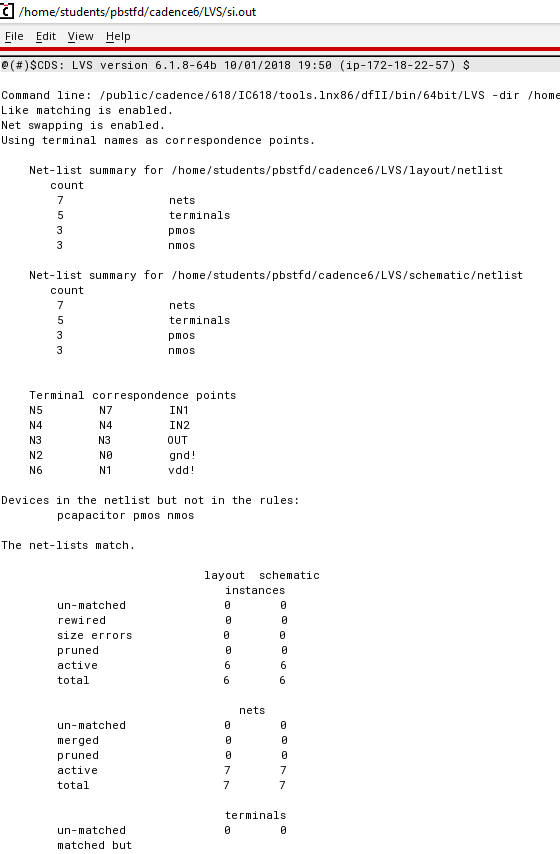 /home/students/pbstfd/cadence6/LVS/si.out
File Edit View Help
@(#)$CDS: LVS version 6.1.8-64b 10/01/2018 19:50 (ip-172-18-22-57) $
Command line: /public/cadence/618/IC618/tools.lnx86/dfII/bin/64bit/LVS -dir /home
Like matching is enabled.
Net swapping is enabled.
Using terminal names as correspondence points.
Net-list summary for /home/students/pbstfd/cadence6/LVS/layout/netlist
count
7 nets
5 terminals
3 pmos
3 nmos
Net-list summary for /home/students/pbstfd/cadence6/LVS/schematic/netlist
count
7 nets
5 terminals
3 pmos
3 nmos
Terminal correspondence points
N5 N7 IN1
N4 N4 IN2
N3 N3 OUT
N2 N0 gnd!
N6 N1 vdd!
Devices in the netlist but not in the rules:
pcapacitor pmos nmos
The net-lists match.
layout schematic
instances
un-matched 0 0
rewired 0 0
size errors 0 0
pruned 0 0
active 6 6
total 6 6
nets
un-matched 0 0
merged 0 0
pruned 0 0
active 7 7
total 7 7
terminals
un-matched 0 0
matched but